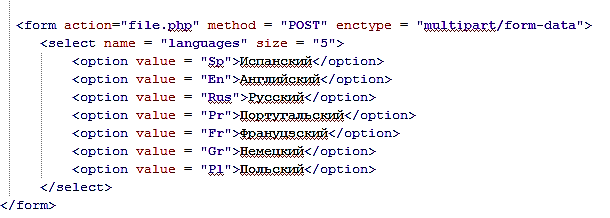 <form action="file.php" method = "POST" enctype = "multipart/form-data">
<select name = "languages" size = "5">
<option value = "Sp">Испанский</option>
<option value = "En">Английский</option>
<option value = "Rus">Русский</option>
<option value = "Pr">Португальский</option>
<option value = "Fr">Француэский</option>
<option value = "Gr">Немецкий</option>
<option value = "Pl">Польский</option>
</select>
</form>